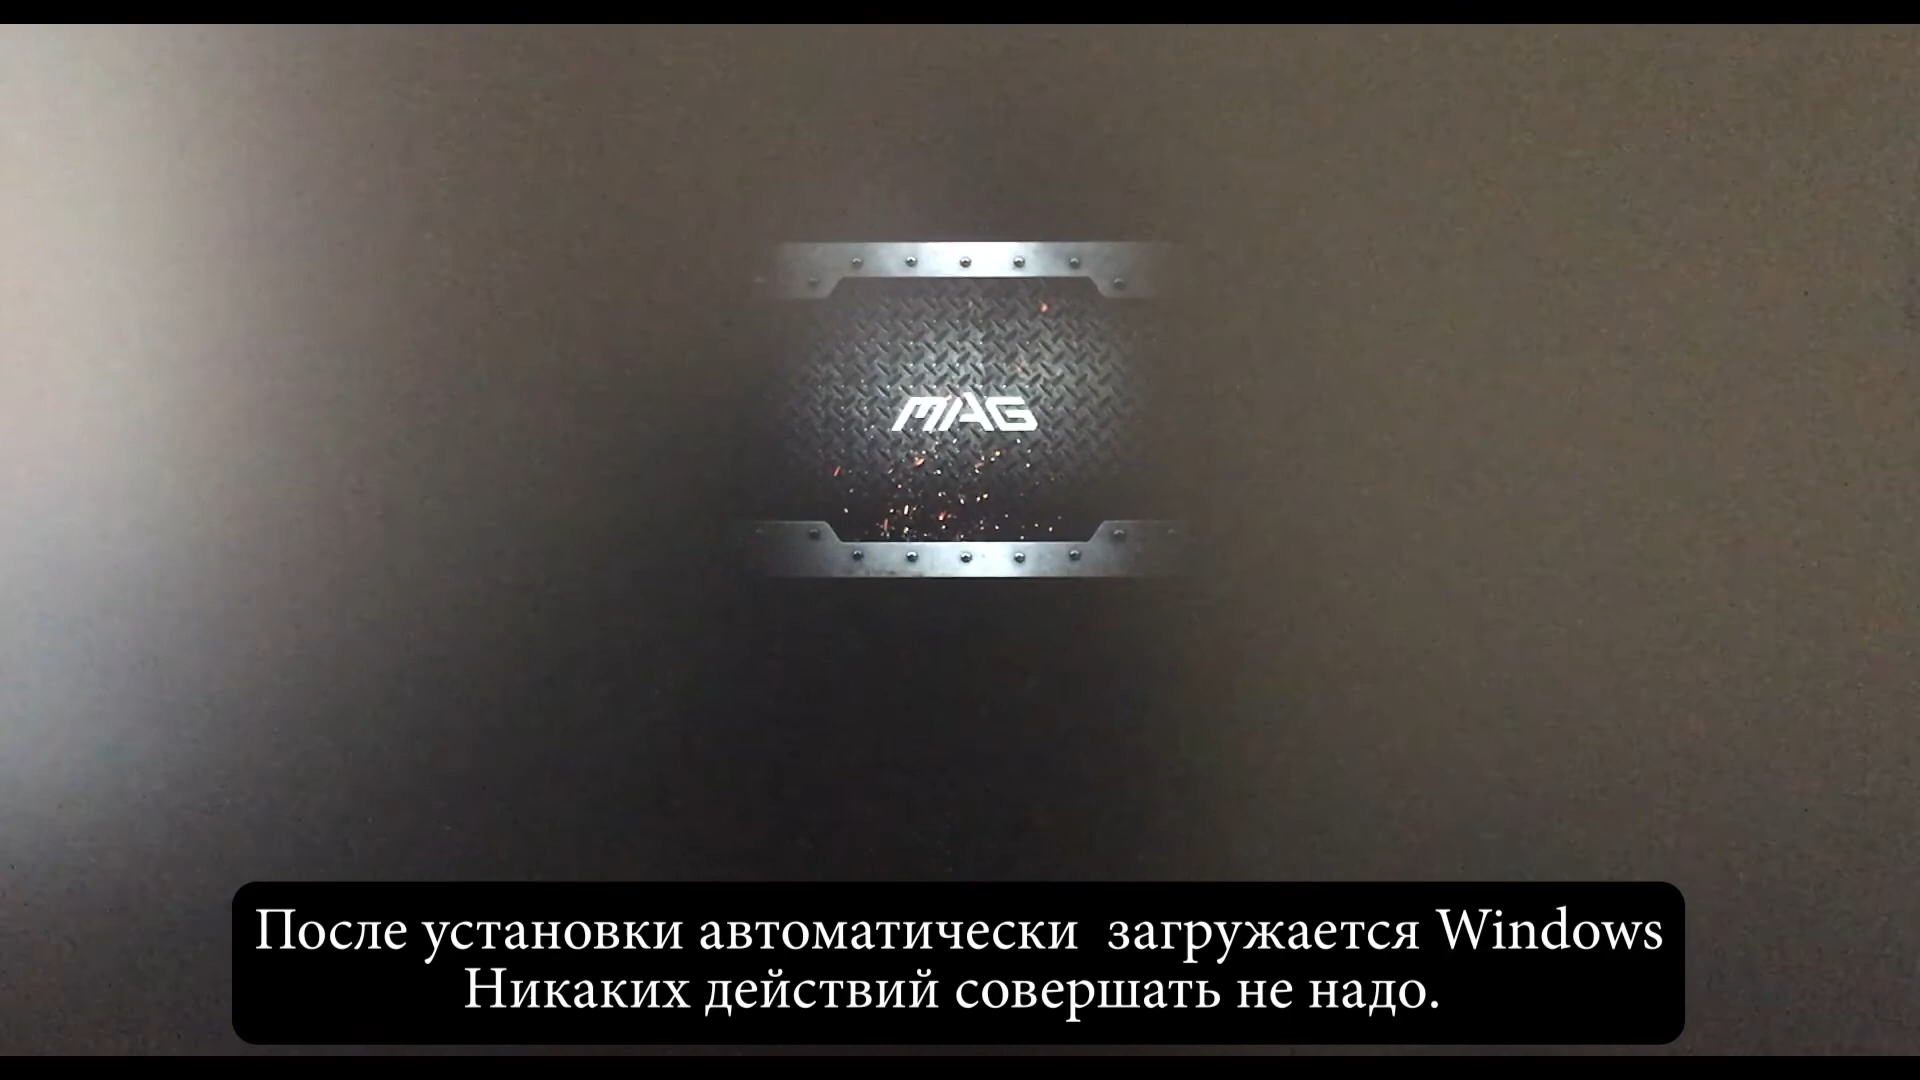 MAG
После установки автоматически загружается Windows
Никаких действий совершать не надо.